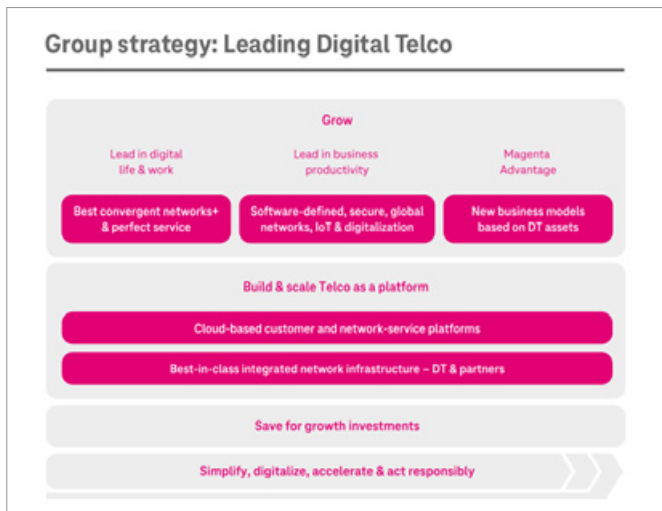 Group strategy: Leading Digital Telco
Grow
Lead in digital
life & work
Lead in business
productivity
Magenta
Advantage
Best convergent networks+
& perfect service
Software-defined, secure, global
networks, IoT & digitalization
New business models
based on DT assets
Build & scale Telco as a platform
Cloud-based customer and network-service platforms
Best-in-class integrated network infrastructure – DT & partners
Save for growth investments
Simplify, digitalize, accelerate & act responsibly